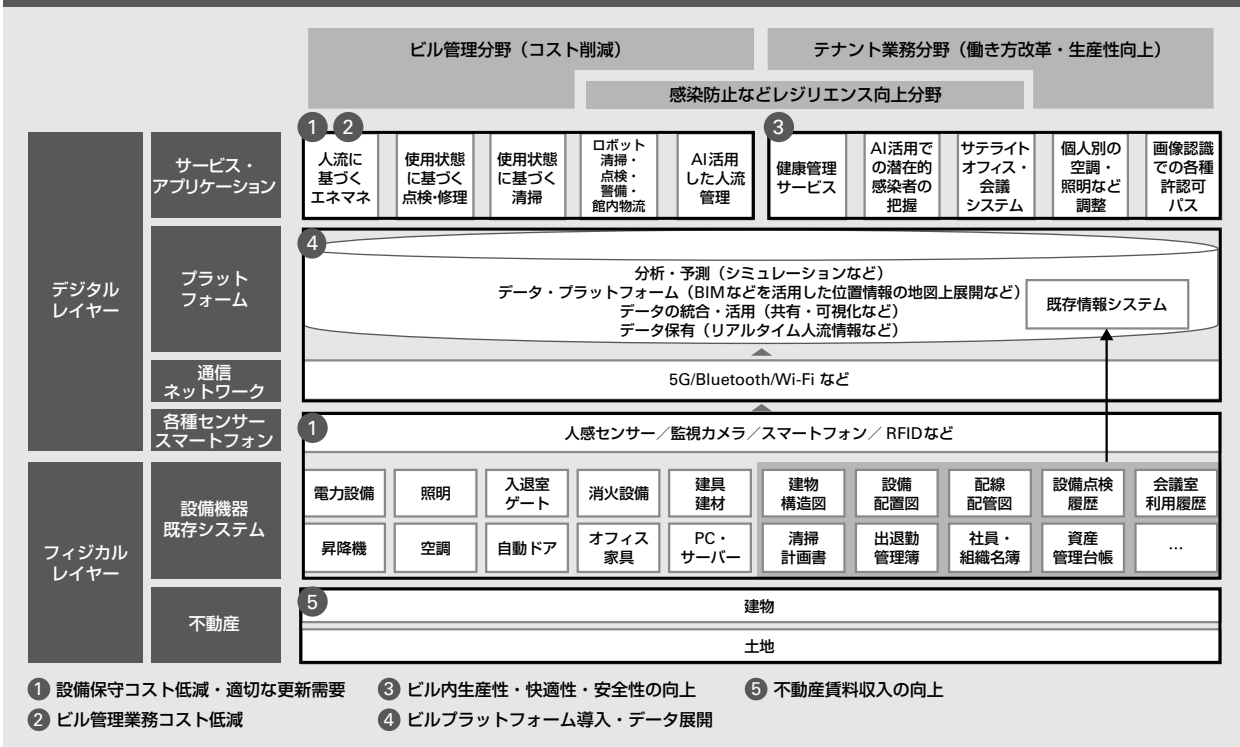 ビル管理分野（コスト削減）
テナント業務分野（働き方改革・生産性向上）
感染防止などレジリエンス向上分野
デジタル
レイヤー
サービス・
アプリケーション
1 2
人流に
基づく
エネマネ
使用状態
に基づく
点検・修理
使用状態
に基づく
清掃
ロボット
清掃・
点検・
警備・
館内物流
AI活用
した人流
管理
3
健康管理
サービス
AI活用で
の潜在的
感染者の
把握
サテライト
オフィス・
会議
システム
個人別の
空調・
照明など
調整
画像認識
での各種
許認可
パス
プラット
フォーム
4
分析・予測（シミュレーションなど）
データ・プラットフォーム（BIMなどを活用した位置情報の地図上展開など）
データの統合・活用（共有・可視化など）
データ保有（リアルタイム人流情報など）
既存情報システム
通信
ネットワーク
5G/Bluetooth/Wi-Fi など
各種センサー
スマートフォン
1
人感センサー／監視カメラ／スマートフォン／ RFIDなど
フィジカル
レイヤー
設備機器
既存システム
電力設備
照明
入退室
ゲート
消火設備
建具
建材
建物
構造図
設備
配置図
配線
配管図
設備点検
履歴
会議室
利用履歴
昇降機
空調
自動ドア
オフィス
家具
PC・
サーバー
清掃
計画書
出退勤
管理簿
社員・
組織名簿
資産
管理台帳
…
不動産
5
建物
土地
1 設備保守コスト低減・適切な更新需要
3 ビル内生産性・快適性・安全性の向上
5 不動産賃料収入の向上
2 ビル管理業務コスト低減
4 ビルプラットフォーム導入・データ展開